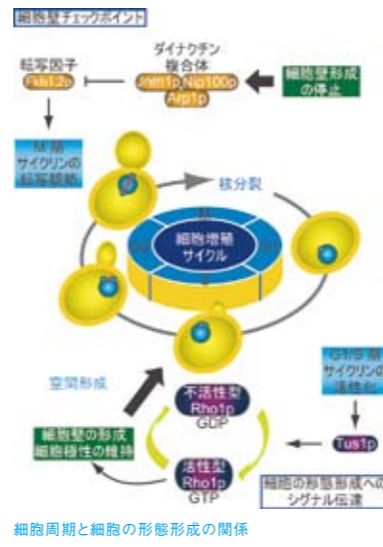 細胞壁チェックポイント
転写因子
Fkh1,2p
ダイナクチン
複合体
Jnm1p Nip100p
Arp1p
細胞壁形成
の停止
M 期
サイクリンの
転写調節
核分裂
細胞増殖
サイクル
空間形成
不活性型
Rho1p
GDP
G1/S 期
サイクリンの
活性化
Tus1p
細胞壁の形成
細胞極性の維持
活性型
Rho1p
GTP
細胞の形態形成への
シグナル伝達
細胞周期と細胞の形態形成の関係